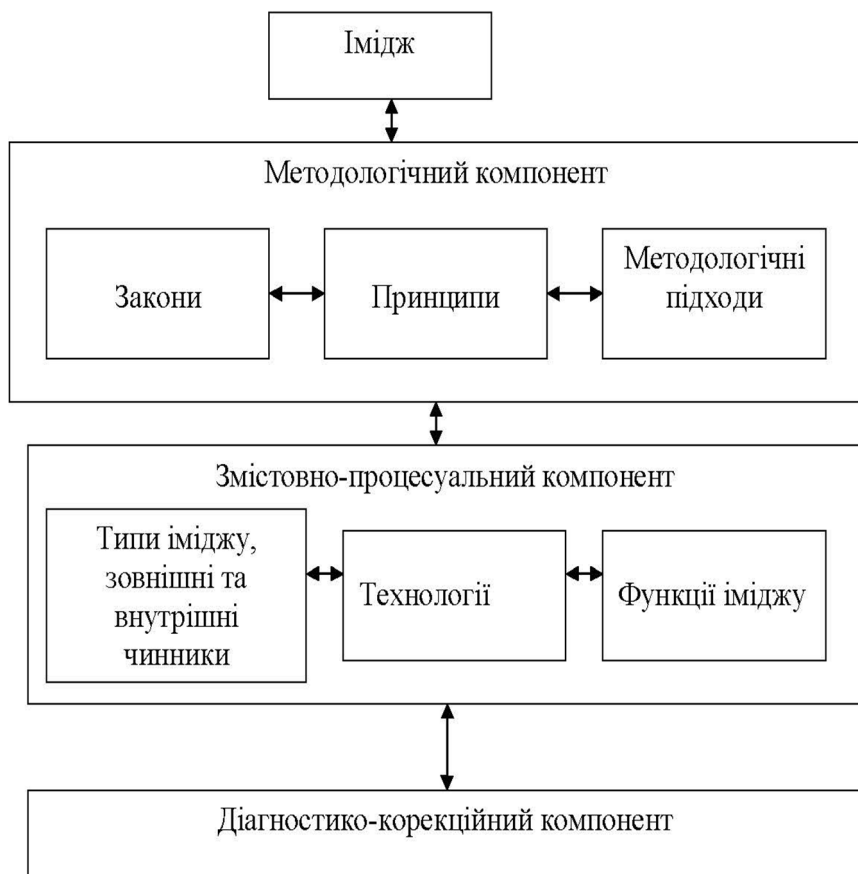 Імідж
Методологічний компонент
Закони
Принципи
Методологічні
підходи
Змістовно-процесуальний компонент
Типи іміджу,
зовнішні та
внутрішні
чинники
Технології
Функції іміджу
Діагностико-корекційний компонент